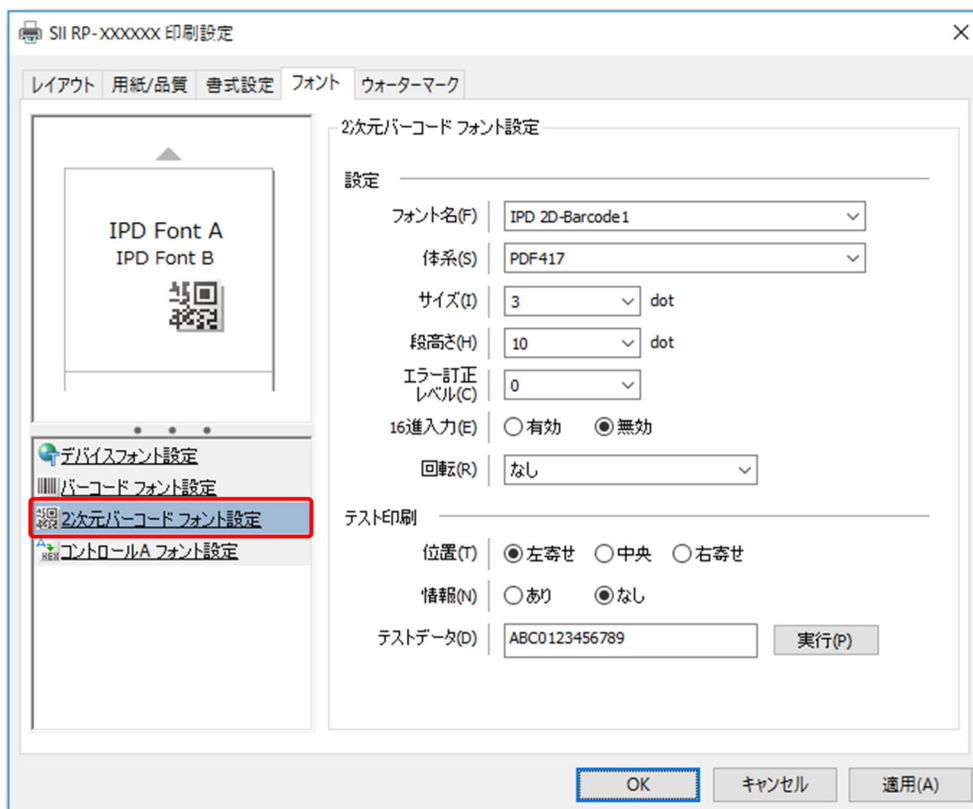 SII RP-XXXXXX 印刷設定
レイアウト 用紙/品質 書式設定 フォント ウォーターマーク
IPD Font A
IPD Font B
デバイスフォント設定
バーコード フォント設定
2次元バーコード フォント設定
コントロールA フォント設定
2次元バーコード フォント設定
設定
フォント名(F) IPD 2D-Barcode1
体系(S) PDF417
サイズ(I) 3 dot
段高さ(H) 10 dot
エラー訂正
レベル(C) 0
16進入力(E) 有効 無効
回転(R) なし
テスト印刷
位置(T) 左寄せ 中央 右寄せ
情報(N) あり なし
テストデータ(D) ABC0123456789 実行(P)
OK キャンセル 適用(A)